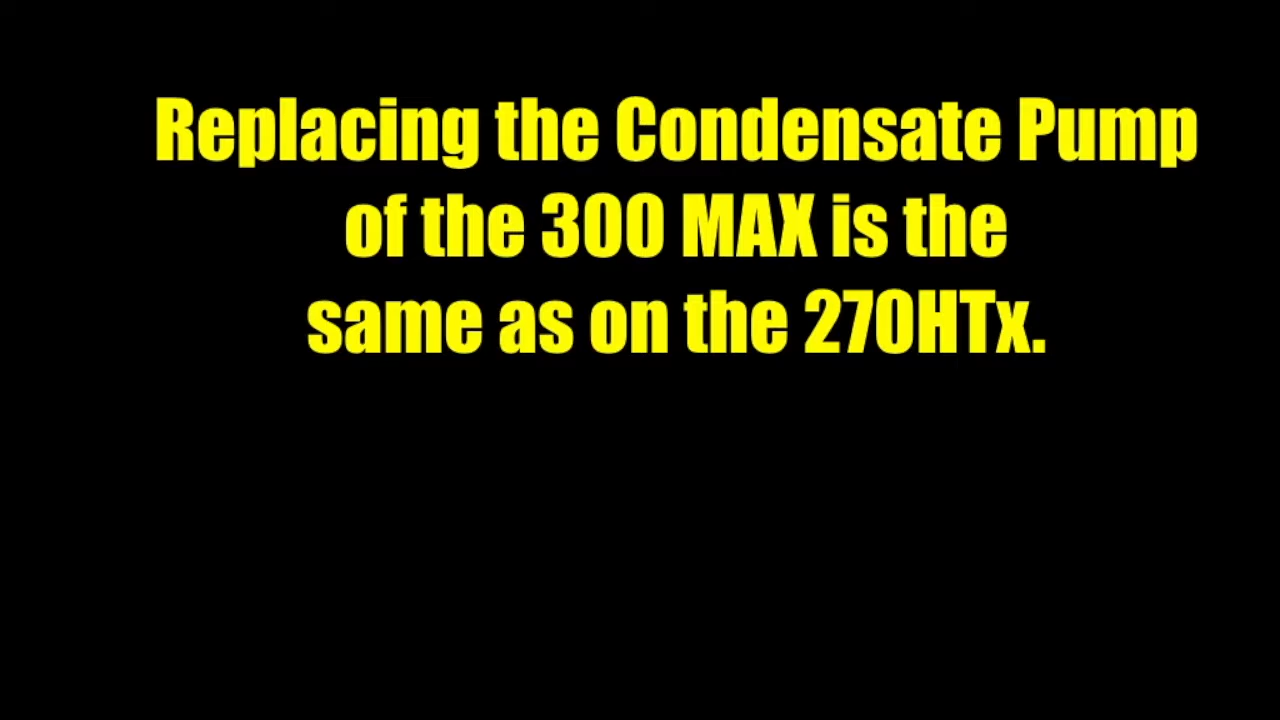 Replacing the Condensate Pump
of the 300 MAX is the
same as on the 270HTx.